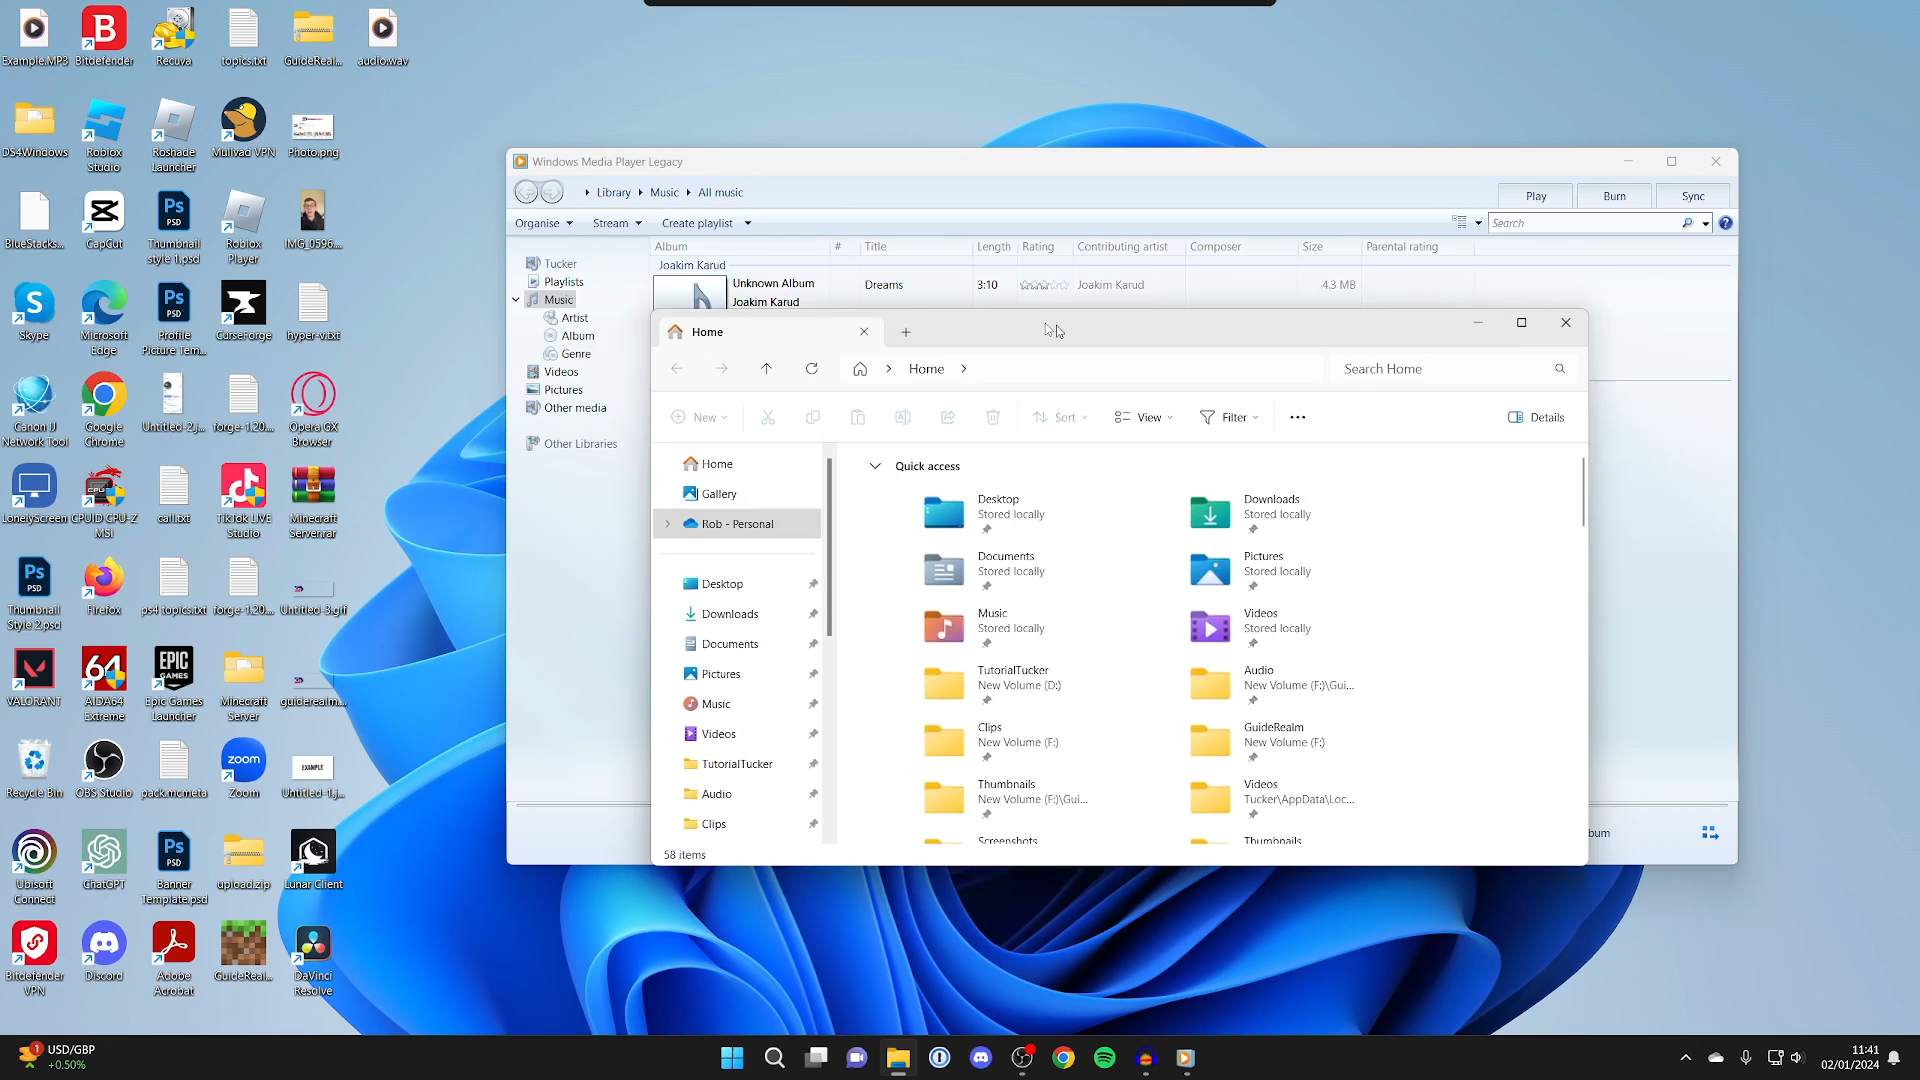 Example.MP3
Bitdefender
Recuva
topics.txt
GuideReal...
audio.wav
DS4Windows
Roblox
Studio
Roshade
Launcher
Mullvad VPN
Photo.png
BlueStacks...
CapCut
Thumbnail
style 1.psd
Roblox
Player
IMG_0596....
Skype
Microsoft
Edge
Profile
Picture Tem...
CurseForge
hyper-v.txt
Canon IJ
Network Tool
Google
Chrome
Untitled-2.j...
forge-1.20....
Opera GX
Browser
LonelyScreen
CPUID CPU-Z
MSI
call.txt
TikTok LIVE
Studio
Minecraft
Server.rar
Thumbnail
Style 2.psd
Firefox
ps4 topics.txt
forge-1.20....
Untitled-3.gif
VALORANT
AIDA64
Extreme
Epic Games
Launcher
Minecraft
Server
guiderealm...
Recycle Bin
OBS Studio
pack.mcmeta
Zoom
EXAMPLE
Untitled-1.j...
Ubisoft
Connect
ChatGPT
Banner
Template.psd
upload.zip
Lunar Client
Bitdefender
VPN
Discord
Adobe
Acrobat
GuideReal...
DaVinci
Resolve
Windows Media Player Legacy
Library
Music
All music
Play
Burn
Sync
Organise
Stream
Create playlist
Search
Tucker
Playlists
Music
Artist
Album
Genre
Videos
Pictures
Other media
Other Libraries
Album # Title Length Rating Contributing artist Composer Size Parental rating
Joakim Karud
Unknown Album Dreams 3:10 Joakim Karud 4.3 MB
Joakim Karud
bum
Home
Home
Search Home
New
Sort
View
Filter
Details
Home
Gallery
Rob - Personal
Desktop
Downloads
Documents
Pictures
Music
Videos
TutorialTucker
Audio
Clips
Quick access
Desktop
Stored locally
Downloads
Stored locally
Documents
Stored locally
Pictures
Stored locally
Music
Stored locally
Videos
Stored locally
TutorialTucker
New Volume (D:)
Audio
New Volume (F:)\Gui...
Clips
New Volume (F:)
GuideRealm
New Volume (F:)
Thumbnails
New Volume (F:)\Gui...
Videos
Tucker\AppData\Loc...
Screenshots
Thumbnails
58 items
1
USD/GBP
+0.50%
11:41
02/01/2024